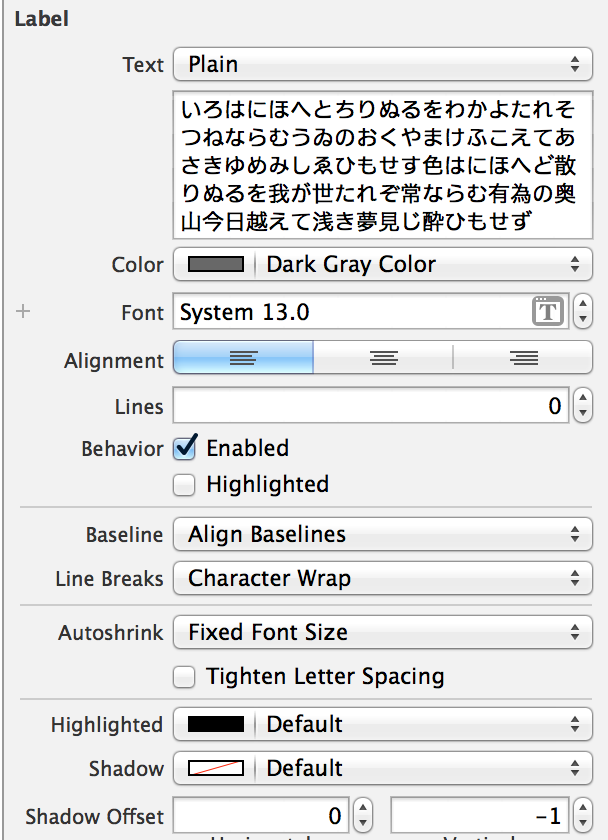 Label
Text Plain
いろはにほへとちりぬるをわかよたれそ
つねならむうゐのおくやまけふこえてあ
さきゆめみしゑひもせす色はにほへど散
りぬるを我が世たれぞ常ならむ有為の奥
山今日越えて浅き夢見じ酔ひもせず
Color Dark Gray Color
Font System 13.0 T
Alignment
Lines 0
Behavior Enabled
Highlighted
Baseline Align Baselines
Line Breaks Character Wrap
Autoshrink Fixed Font Size
Tighten Letter Spacing
Highlighted Default
Shadow Default
Shadow Offset 0 -1